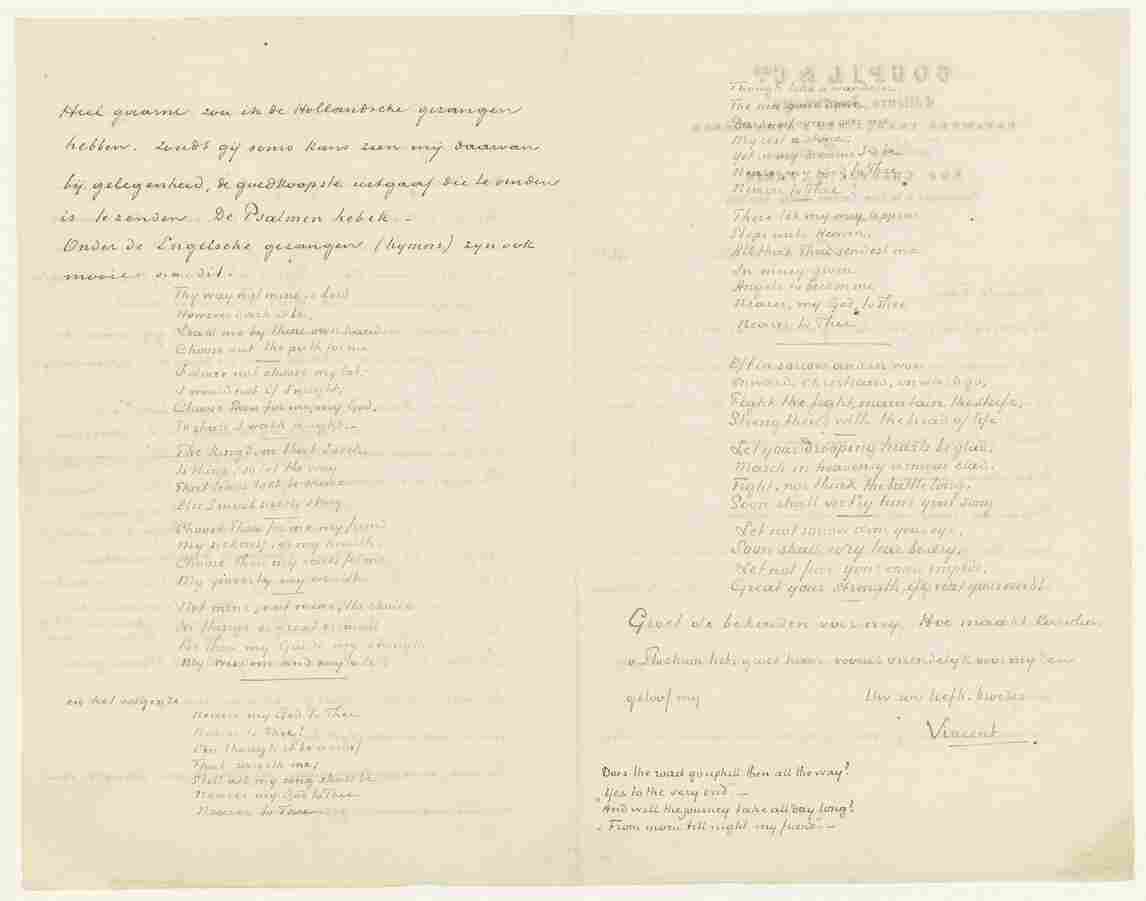 Heel gaarne zou ik de Hollandsche gezangen
hebben. Zoudt gij soms kans zien mij daarvan
bij gelegenheid, de goedkoopste uitgaaf die te vinden
is te zenden. De Psalmen heb ik. –
Onder de Engelsche gezangen (hymns) zijn ook
mooie
Thy way not mine o Lord
However dark it be,
Lead me by thine own hand
Choose out the path for me
I dare not choose my lot.
I would not if I might,
Choose Thou for me, my God,
So shall I walk aright. –
The kingdom that I seek
Is thine, so let the way
That leads to it be thine
Else I must surely stray
Choose Thou for me my friends
My sickness, or my health.
Choose thou my cares for me
My poverty my wealth
Not mine, not mine, the choice
In things or great or small
Be thou my Guide my strength
My wisdom and my all.
en het volgende
Nearer my God to Thee
Nearer to Thee!
E'en though it be a cross
That raiseth me;
Still all my song shall be
Nearer my God to Thee
Nearer to Thee
GOUPIL & Cie
Though like a wanderer
The sun gone down
Darkness over me
My rest a stone.
Yet in my dreams I'd be
Nearer my God, to Thee
Nearer to Thee!
There let my way appear
Steps unto Heaven.
All that Thou sendest me
In mercy given
Angels to beckon me
Nearer, my God, to Thee
Nearer to Thee
Oft in sorrow oft in woe
Onward, Christians, onward go,
Fight the fight, maintain the strife,
Strengthened with the bread of life
Let your drooping hearts be glad.
March in heavenly armour clad.
Fight, nor think the battle long.
Soon shall victory tune your song
Let not sorrow dim your eye.
Soon shall every tear be dry.
Let not fear your course impede.
Great your strength, if great your need.
Groet de bekenden voor mij. Hoe maakt Carolien
v. Stockum het, groet haar vooral vriendelijk voor mij en
geloof mij
Uw zoo liefh. broeder
Vincent
Does the road go uphill then all the way?
"Yes to the very end" –
And will the journey take all day long?
"From morn till night my friend" –